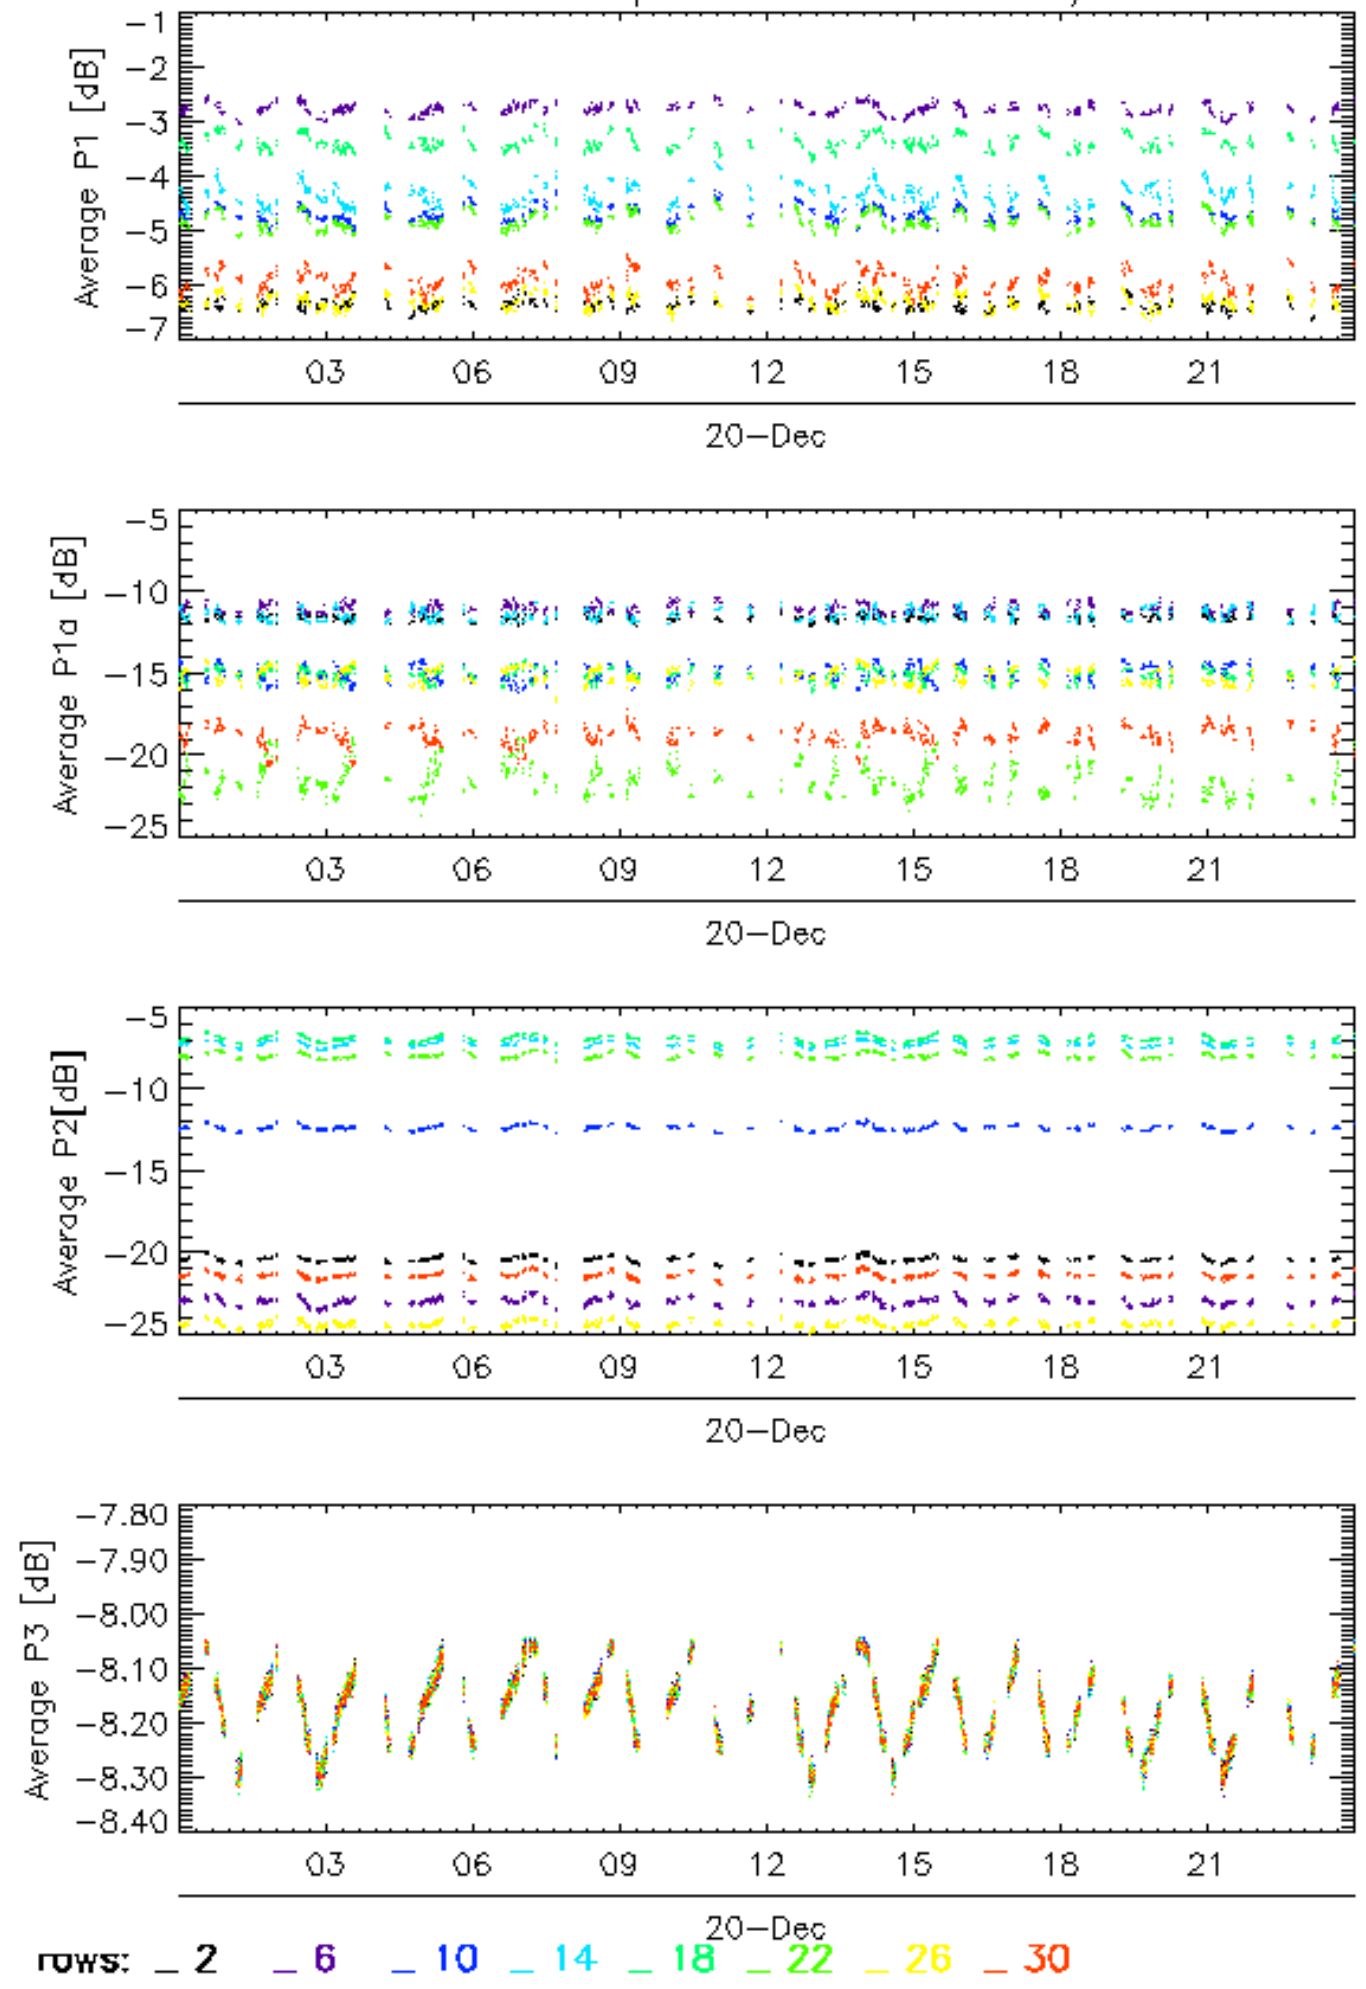 Average P1 [dB]
-1
-2
-3
-4
-5
-6
-7
03 06 09 12 15 18 21
20-Dec
Average P1a [dB]
-5
-10
-15
-20
-25
03 06 09 12 15 18 21
20-Dec
Average P2[dB]
-5
-10
-15
-20
-25
03 06 09 12 15 18 21
20-Dec
Average P3 [dB]
-7.80
-7.90
-8.00
-8.10
-8.20
-8.30
-8.40
03 06 09 12 15 18 21
20-Dec
rows: _ 2 _ 6 _ 10 _ 14 _ 18 _ 22 _ 26 _ 30